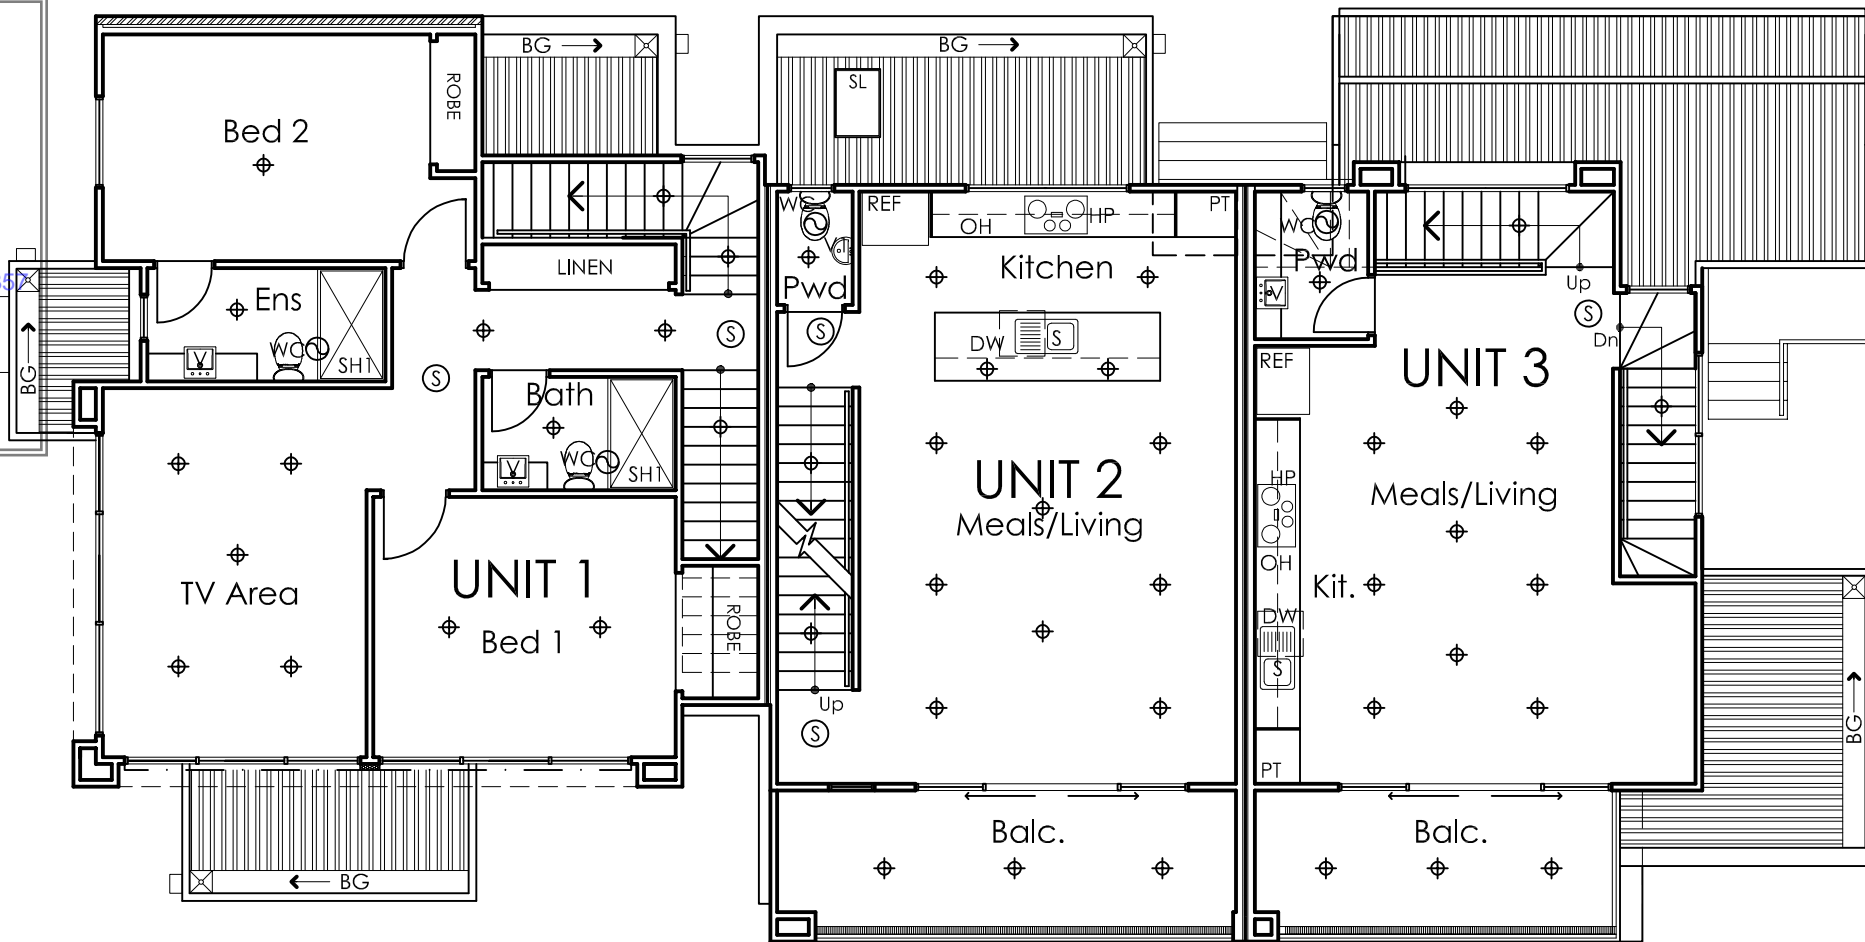 BG
ROBE
Bed 2
LINEN
Ens
WC
V
SH1
BG
S
S
Bath
WC
V
SH1
TV Area
UNIT 1
Bed 1
ROBE
BG
BG
SL
WC
V
Pwd
S
REF
OH
HP
PT
Kitchen
DW
S
UNIT 2
Meals/Living
Up
S
Balc.
WC
Pwd
V
Up
S
Dn
REF
UNIT 3
HP
Meals/Living
OH
Kit.
DW
S
PT
BG
Balc.